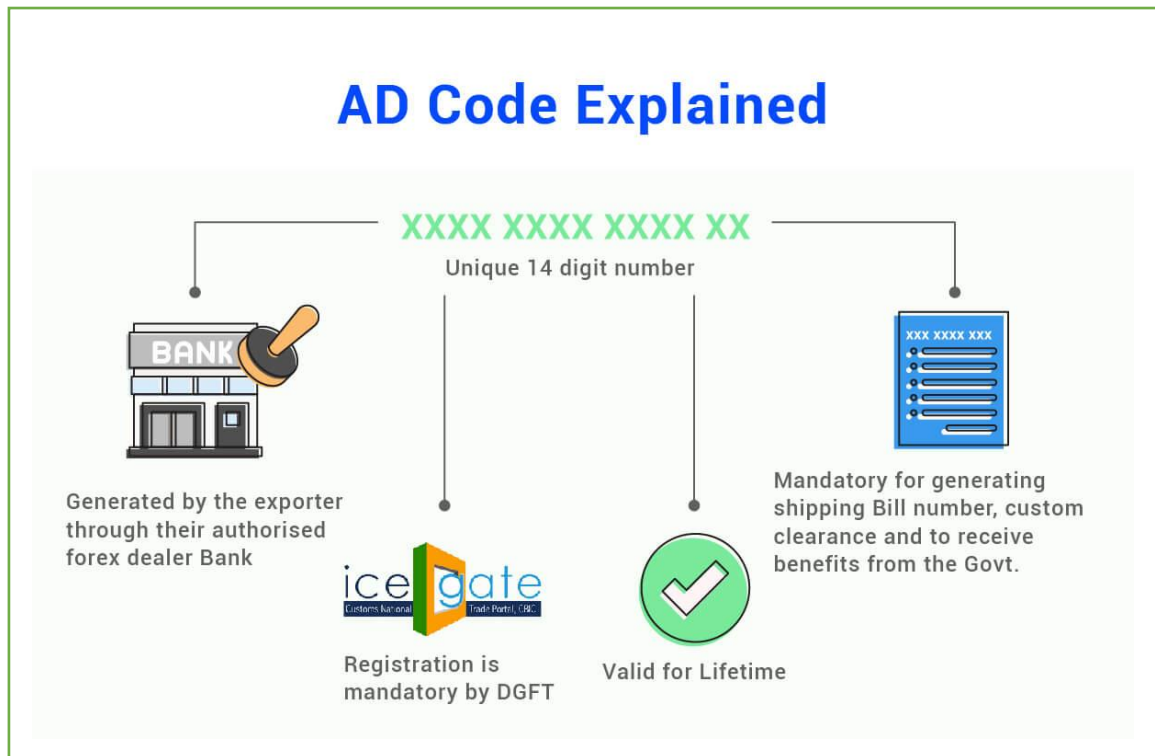 AD Code Explained
XXXX XXXX XXXX XX
Unique 14 digit number
BANK
Generated by the exporter
through their authorised
forex dealer Bank
icegate
Customs National Trade Portal, CBIC
Registration is
mandatory by DGFT
Valid for Lifetime
XXX XXXX XXX
Mandatory for generating
shipping Bill number, custom
clearance and to receive
benefits from the Govt.